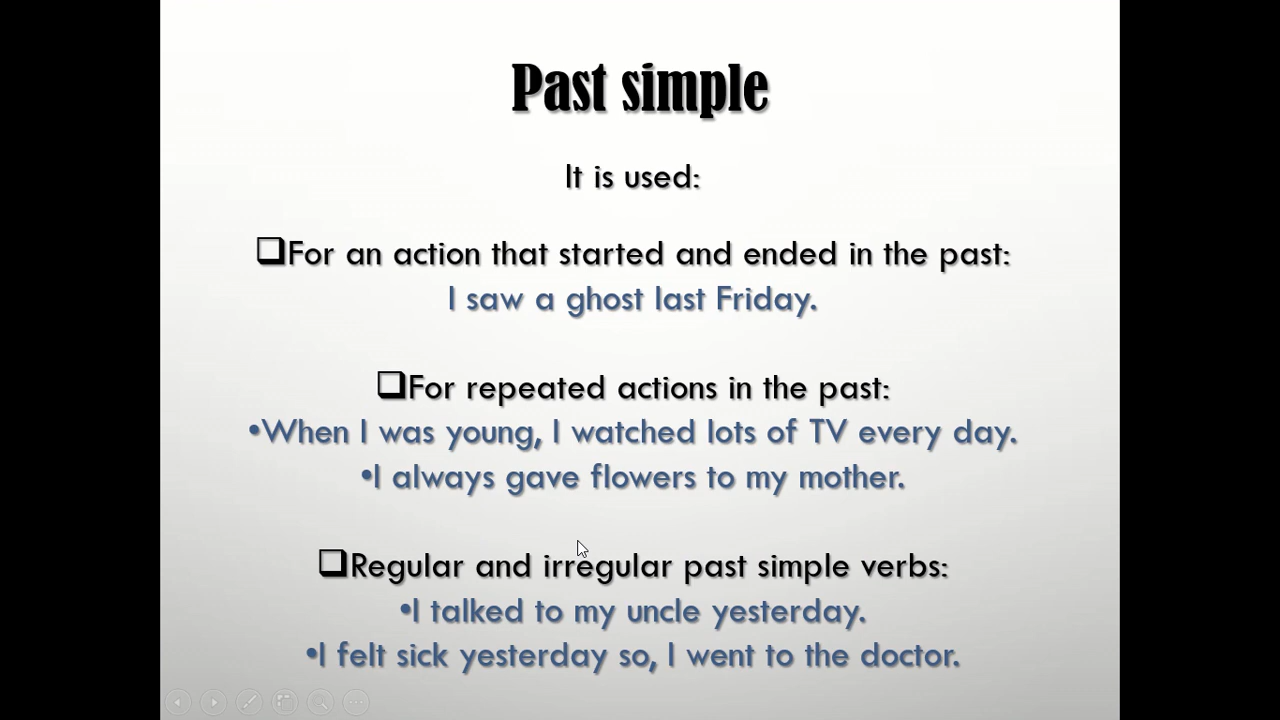 Past simple
It is used:
❑For an action that started and ended in the past:
I saw a ghost last Friday.
❑For repeated actions in the past:
•When I was young, I watched lots of TV every day.
•I always gave flowers to my mother.
❑Regular and irregular past simple verbs:
•I talked to my uncle yesterday.
•I felt sick yesterday so, I went to the doctor.